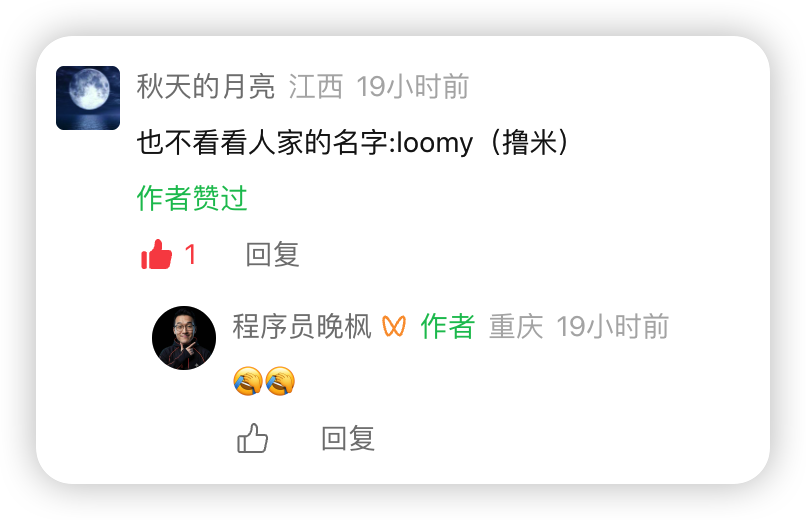 秋天的月亮 江西 19小时前
也不看看人家的名字:loomy（撸米）
作者赞过
1 回复
程序员晚枫 作者 重庆 19小时前
🤦🤦
回复